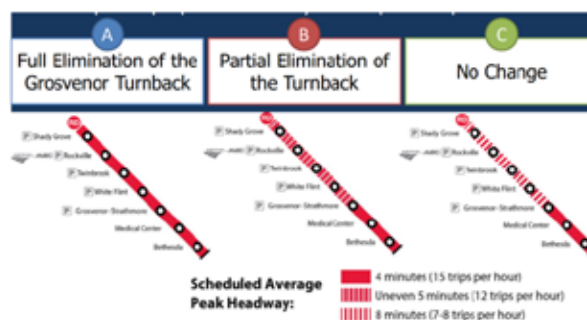 A
Full Elimination of the
Grosvenor Turnback
B
Partial Elimination of
the Turnback
C
No Change
RD
P Shady Grove
P Rockville
P Twinbrook
P White Flint
P Grosvenor-Strathmore
Medical Center
Bethesda
RD
P Shady Grove
P Rockville
P Twinbrook
P White Flint
P Grosvenor-Strathmore
Medical Center
Bethesda
RD
P Shady Grove
P Rockville
P Twinbrook
P White Flint
P Grosvenor-Strathmore
Medical Center
Bethesda
Scheduled Average
Peak Headway:
4 minutes (15 trips per hour)
Uneven 5 minutes (12 trips per hour)
8 minutes (7-8 trips per hour)